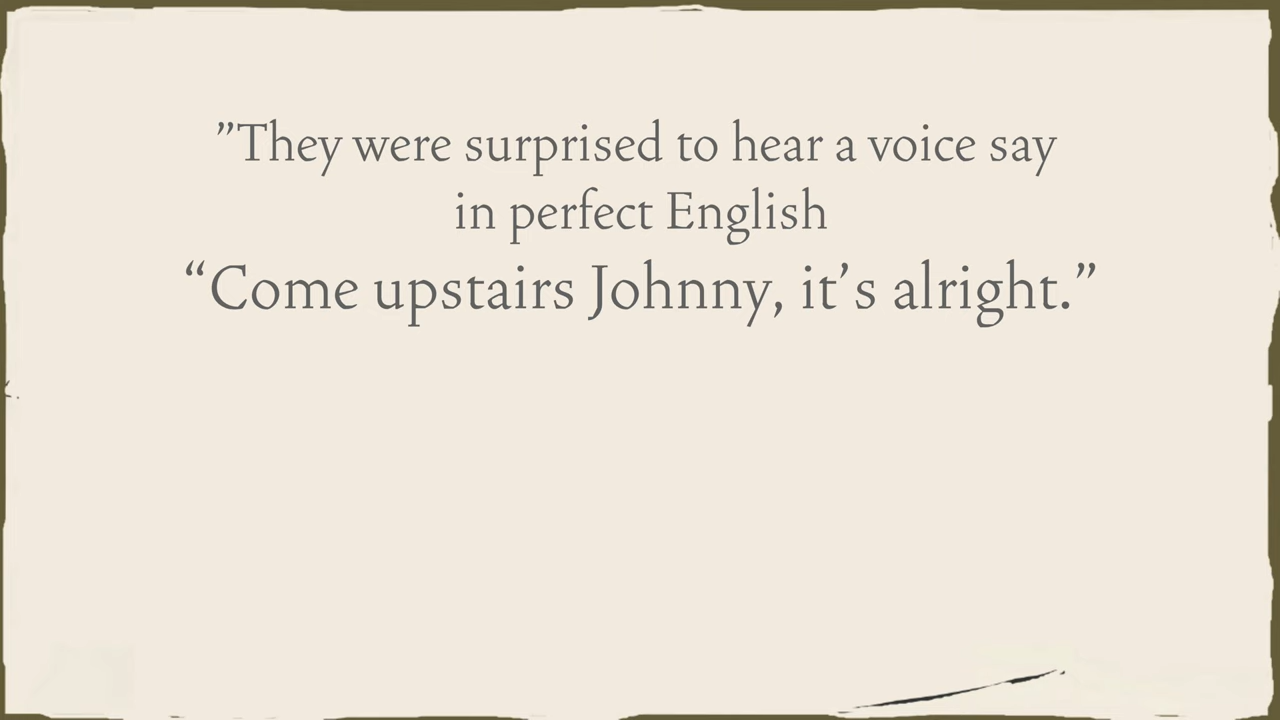 ”They were surprised to hear a voice say
in perfect English
“Come upstairs Johnny, it’s alright.”